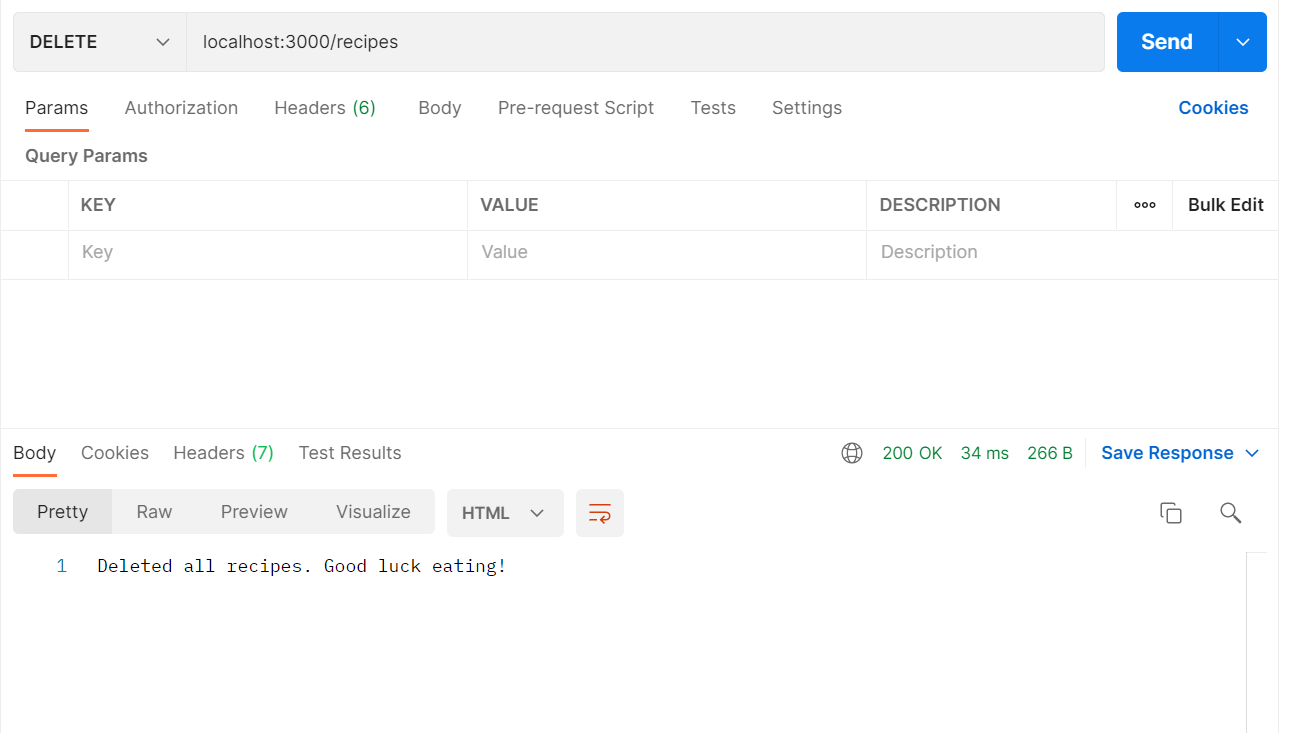 DELETE localhost:3000/recipes Send
Params Authorization Headers (6) Body Pre-request Script Tests Settings Cookies
Query Params
KEY VALUE DESCRIPTION Bulk Edit
Key Value Description
Body Cookies Headers (7) Test Results 200 OK 34 ms 266 B Save Response
Pretty Raw Preview Visualize HTML
1 Deleted all recipes. Good luck eating!